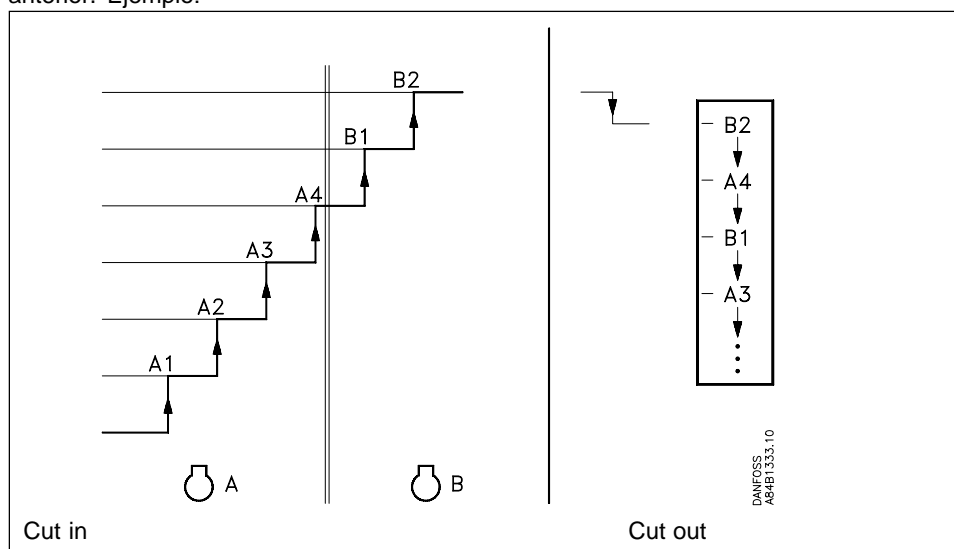 anterior. Ejemplo:
B2
B1
A4
A3
A2
A1
A
B
Cut in
B2
A4
B1
A3
DANFOSS
A84B1333.10
Cut out